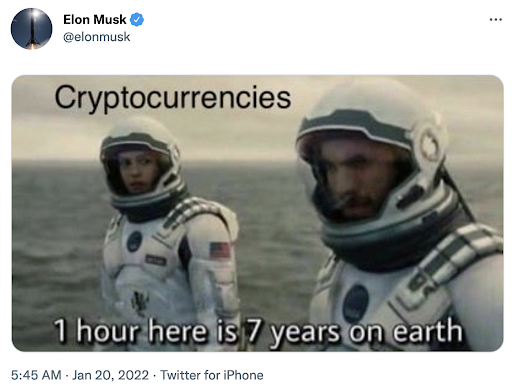 Elon Musk
@elonmusk
Cryptocurrencies
1 hour here is 7 years on earth
5:45 AM · Jan 20, 2022 · Twitter for iPhone